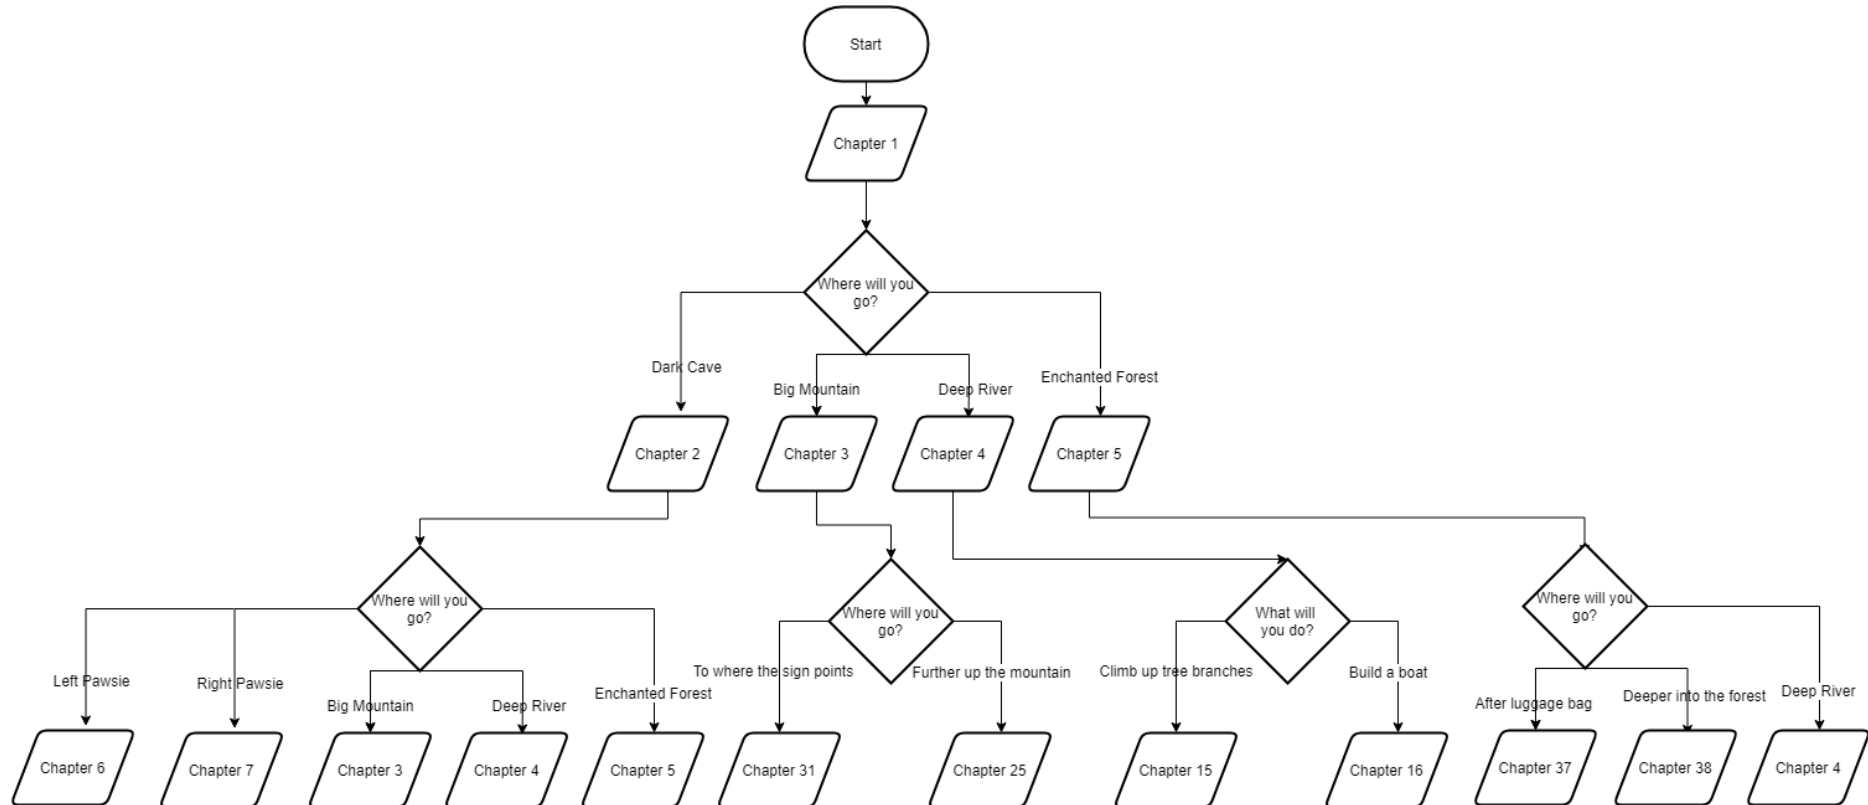 Start
Chapter 1
Where will you
go?
Dark Cave
Big Mountain
Deep River
Enchanted Forest
Chapter 2
Chapter 3
Chapter 4
Chapter 5
Where will you
go?
Where will you
go?
What will
you do?
Where will you
go?
Left Pawsie
Right Pawsie
Big Mountain
Deep River
Enchanted Forest
To where the sign points
Further up the mountain
Climb up tree branches
Build a boat
After luggage bag
Deeper into the forest
Deep River
Chapter 6
Chapter 7
Chapter 3
Chapter 4
Chapter 5
Chapter 31
Chapter 25
Chapter 15
Chapter 16
Chapter 37
Chapter 38
Chapter 4